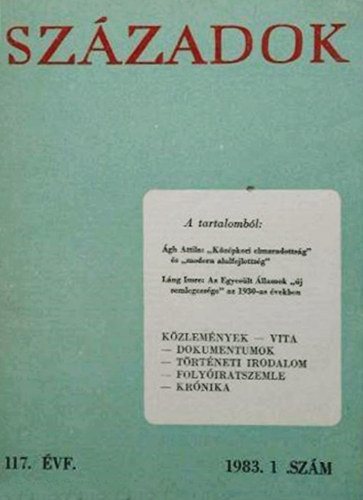 SZÁZADOK
A tartalomból:
Ágh Attila: „Középkori elmaradottság"
és „modern alulfejlettség"
Láng Imre: Az Egyesült Államok „új
semlegessége" az 1930-as években
KÖZLEMÉNYEK — VITA
— DOKUMENTUMOK
— TÖRTÉNETI IRODALOM
— FOLYÓIRATSZEMLE
— KRÓNIKA
117. ÉVF.
1983. 1 .SZÁM